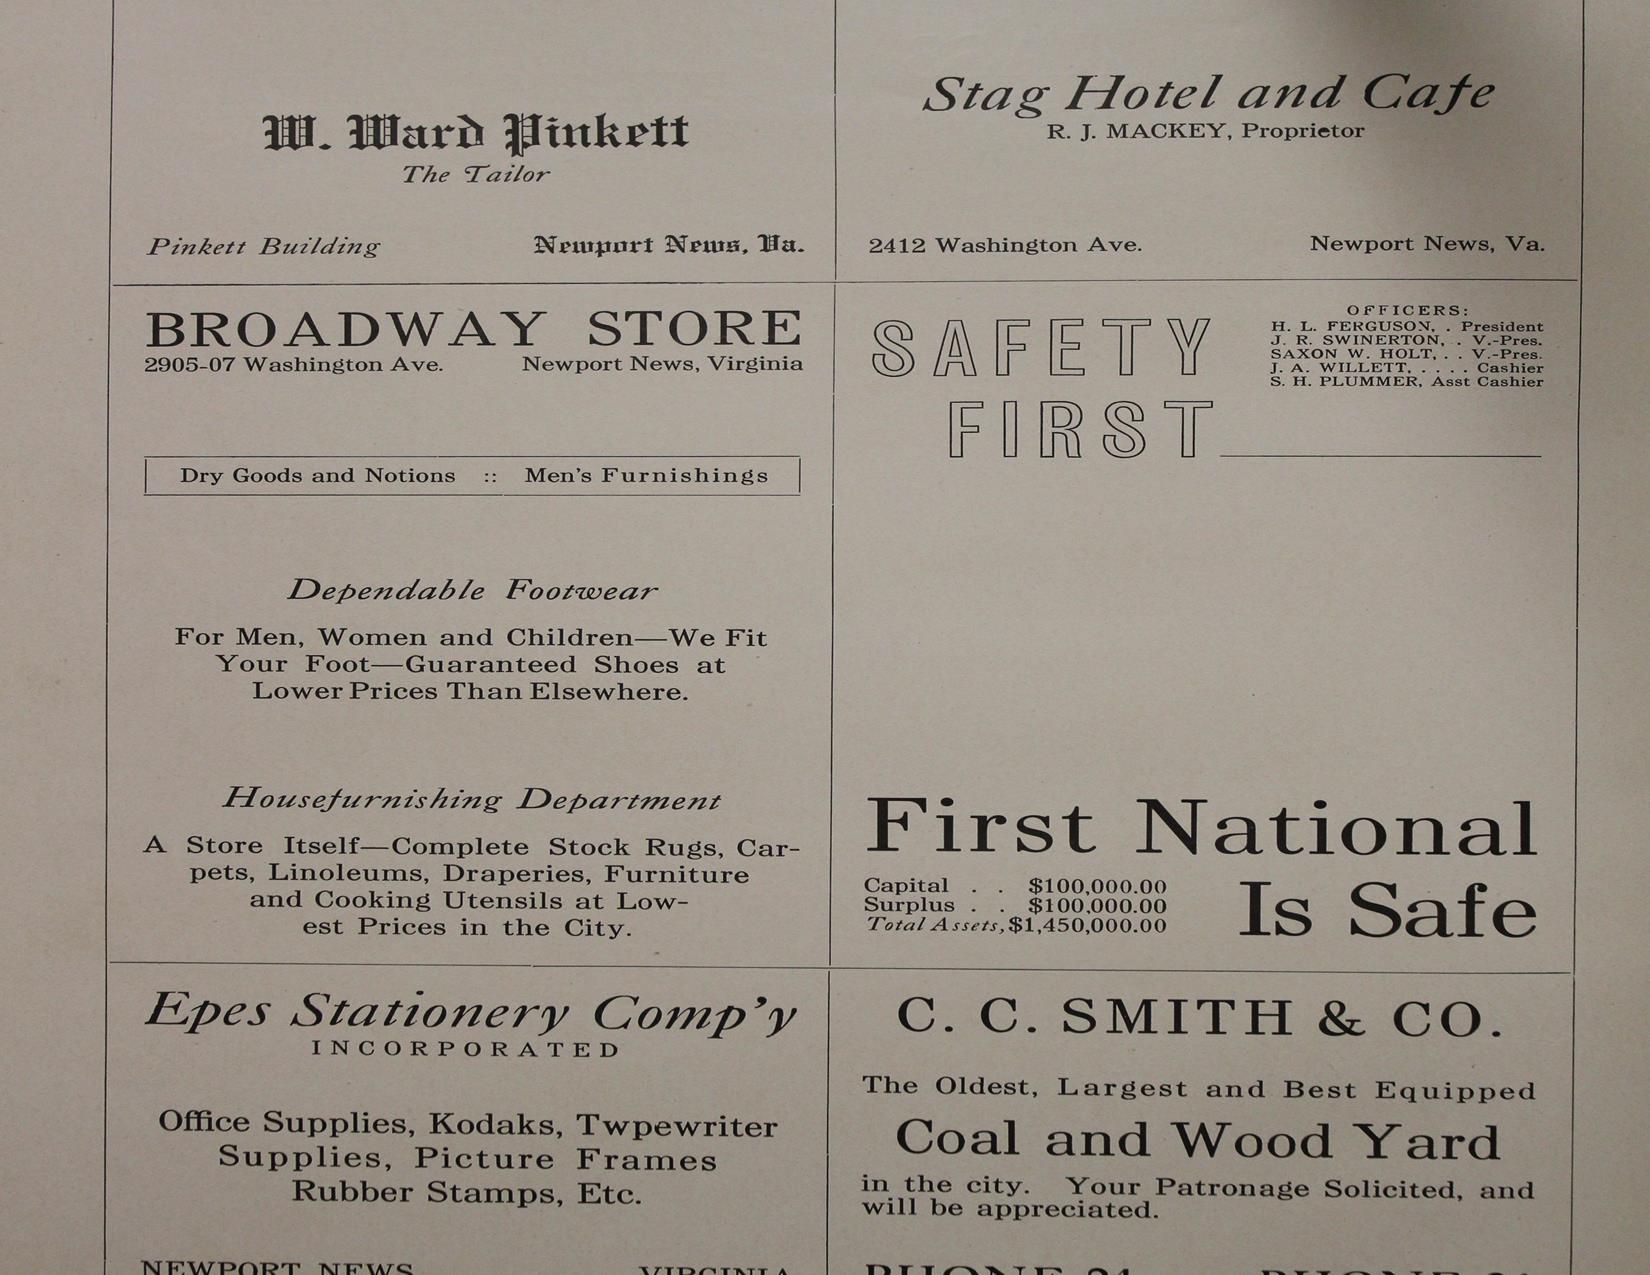 W. Ward Pinkett
The Tailor
Pinkett Building Newport News, Va.
Stag Hotel and Cafe
R. J. MACKEY, Proprietor
2412 Washington Ave. Newport News, Va.
BROADWAY STORE
2905-07 Washington Ave. Newport News, Virginia
Dry Goods and Notions :: Men's Furnishings
Dependable Footwear
For Men, Women and Children—We Fit
Your Foot—Guaranteed Shoes at
Lower Prices Than Elsewhere.
Housefurnishing Department
A Store Itself—Complete Stock Rugs, Car-
pets, Linoleums, Draperies, Furniture
and Cooking Utensils at Low-
est Prices in the City.
SAFETY
FIRST
OFFICERS:
H. L. FERGUSON, . President
J. R. SWINERTON, . . V.-Pres.
SAXON W. HOLT, . . V.-Pres.
J. A. WILLETT, . . . . Cashier
S. H. PLUMMER, Asst Cashier
First National
Is Safe
Capital . . $100,000.00
Surplus . . $100,000.00
Total Assets, $1,450,000.00
Epes Stationery Comp'y
INCORPORATED
Office Supplies, Kodaks, Twpewriter
Supplies, Picture Frames
Rubber Stamps, Etc.
NEWPORT NEWS VIRGINIA
C. C. SMITH & CO.
The Oldest, Largest and Best Equipped
Coal and Wood Yard
in the city. Your Patronage Solicited, and
will be appreciated.
PHONE